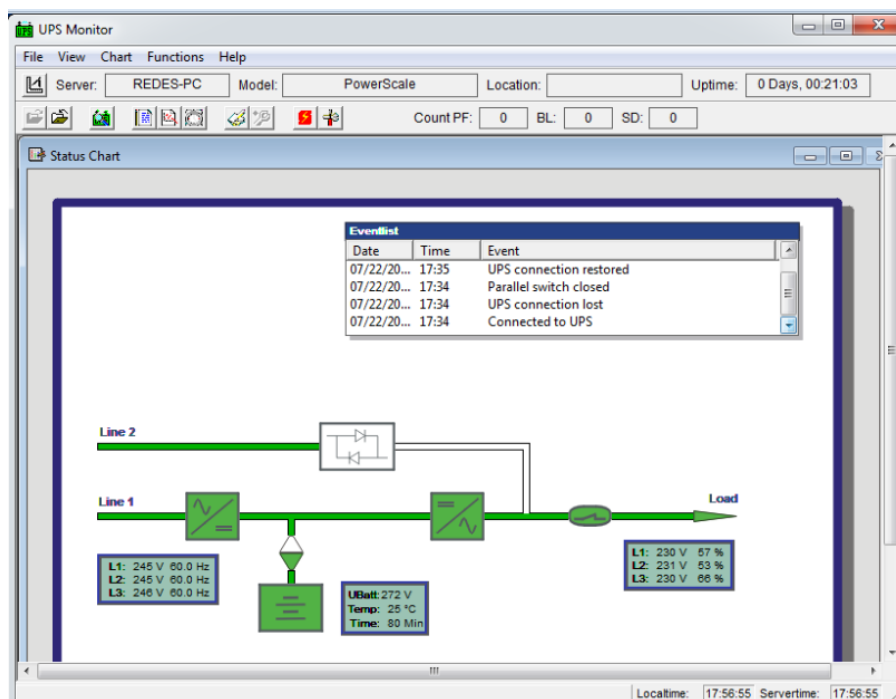 UPS Monitor
File View Chart Functions Help
Server: REDES-PC Model: PowerScale Location: Uptime: 0 Days, 00:21:03
Count PF: 0 BL: 0 SD: 0
Status Chart
Eventlist
Date Time Event
07/22/20... 17:35 UPS connection restored
07/22/20... 17:34 Parallel switch closed
07/22/20... 17:34 UPS connection lost
07/22/20... 17:34 Connected to UPS
Line 2
Line 1
Load
L1: 245 V 60.0 Hz
L2: 245 V 60.0 Hz
L3: 246 V 60.0 Hz
UBatt: 272 V
Temp: 25 °C
Time: 80 Min
L1: 230 V 57 %
L2: 231 V 53 %
L3: 230 V 66 %
Localtime: 17:56:55 Servertime: 17:56:55